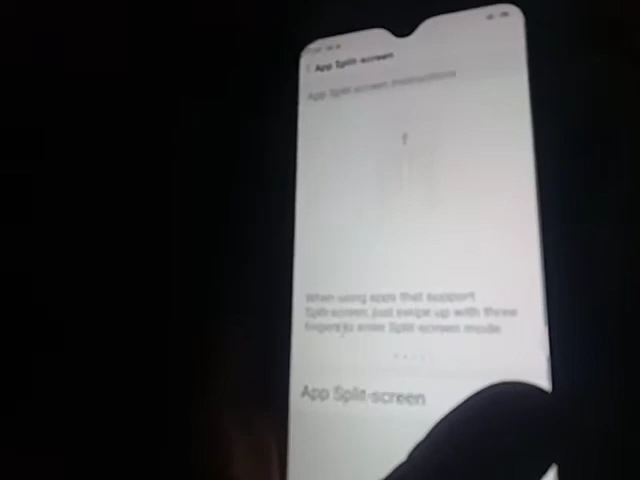 App Split-screen
App Split-screen instructions
When using apps that support
Split-screen, just swipe up with three
fingers to enter Split-screen mode
App Split-screen